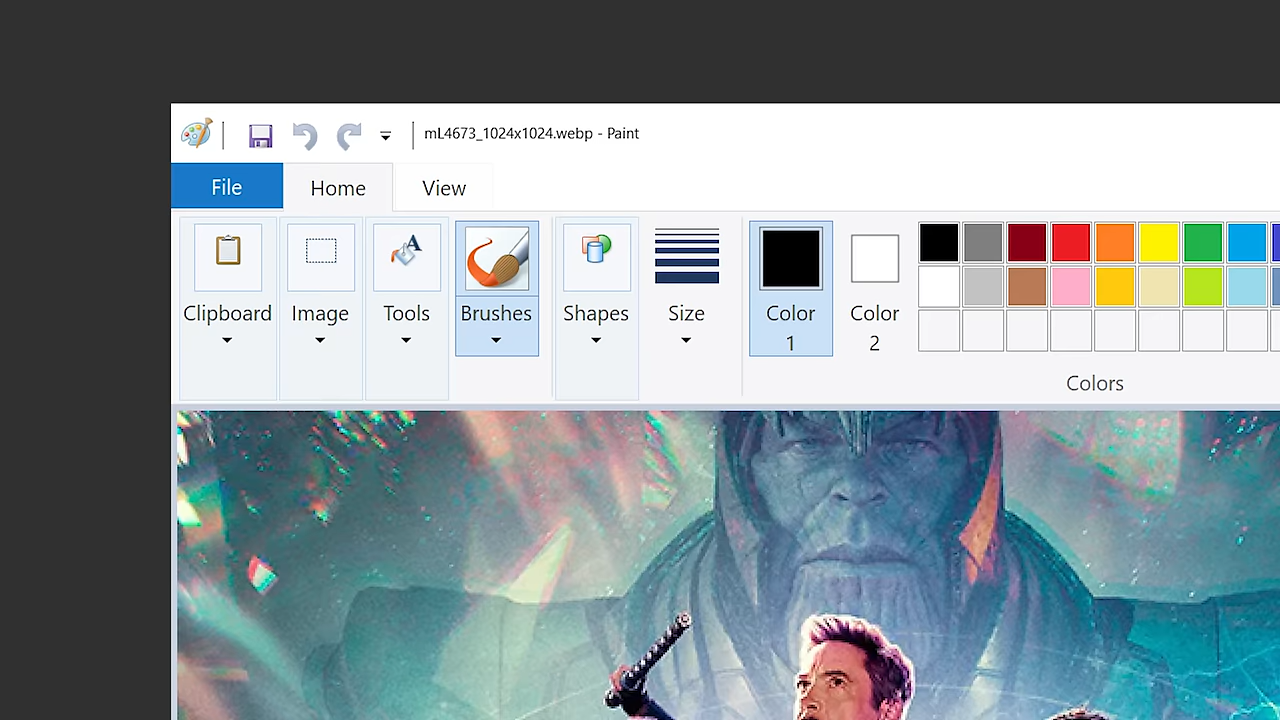 mL4673_1024x1024.webp - Paint
File Home View
Clipboard Image Tools Brushes Shapes Size Color 1 Color 2
Colors